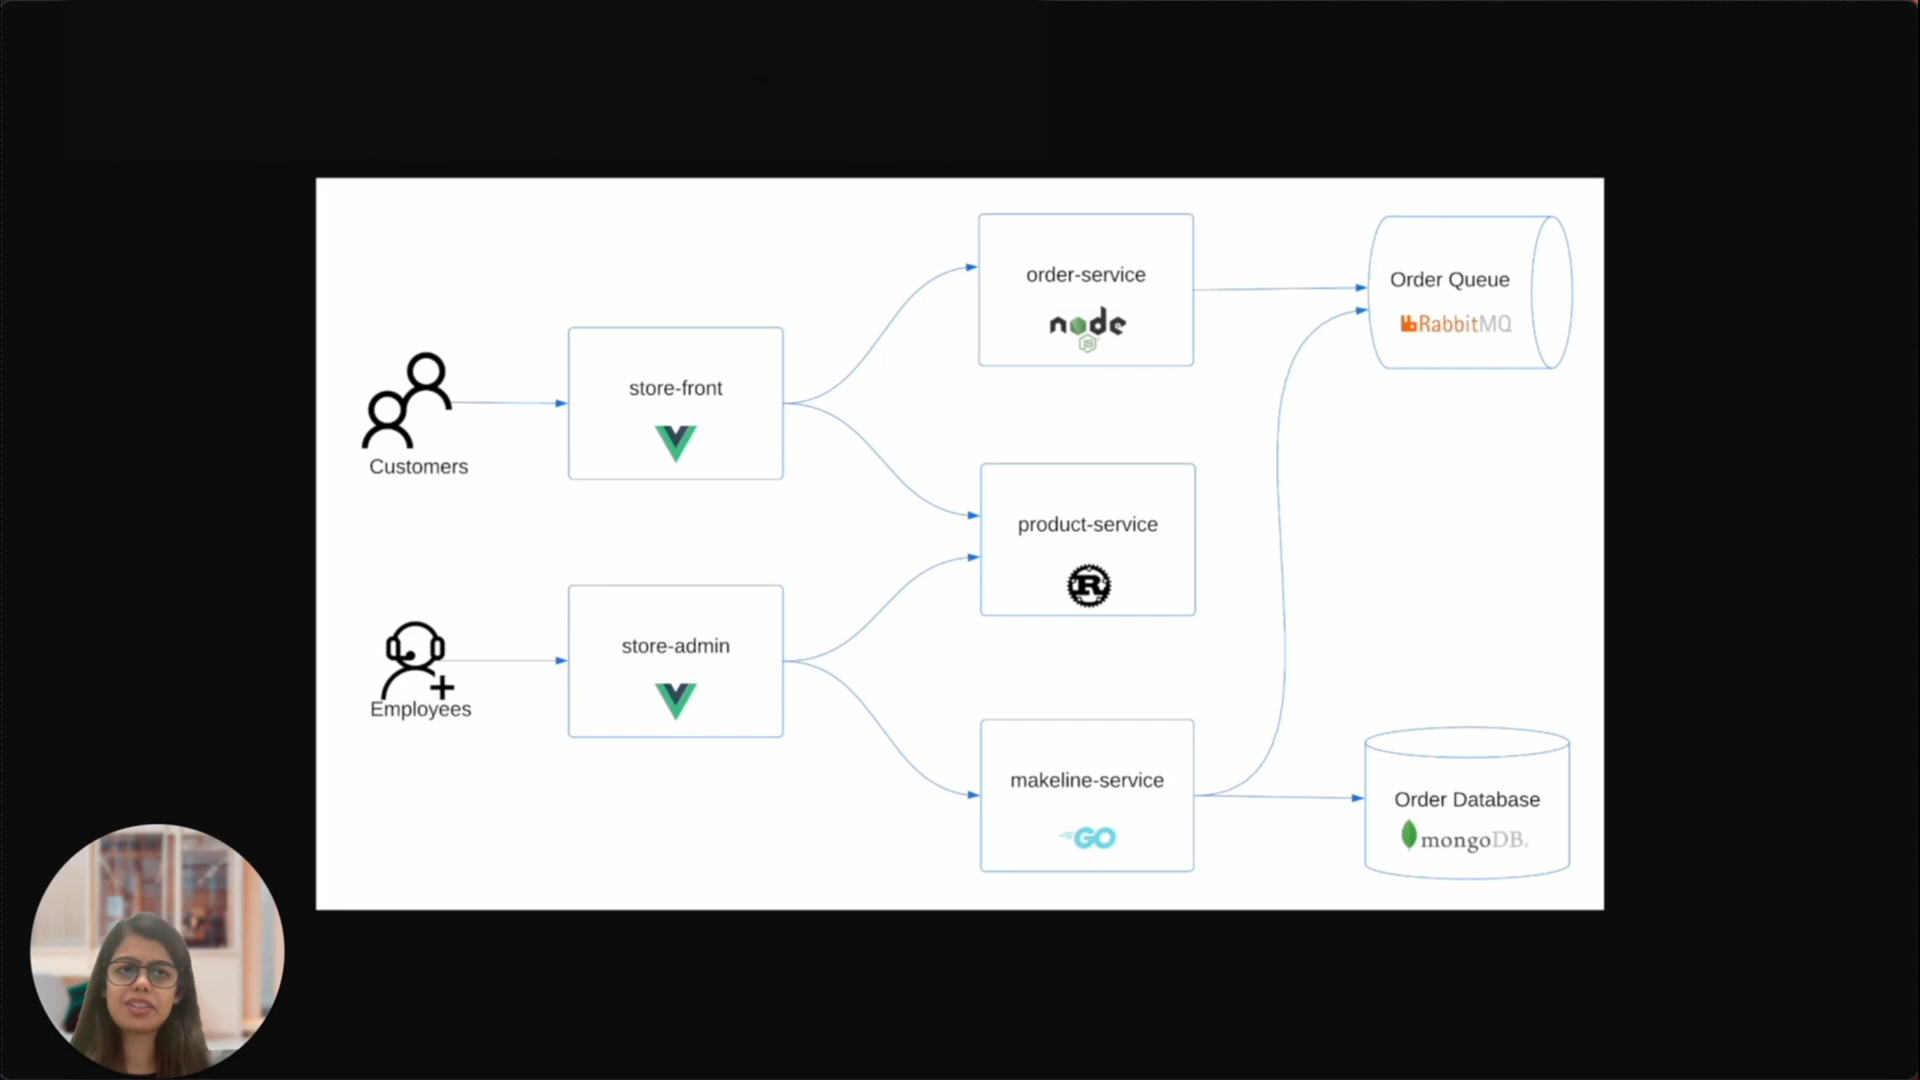 Customers
store-front
Employees
store-admin
order-service
node
JS
product-service
R
makeline-service
GO
Order Queue
RabbitMQ
Order Database
mongoDB.